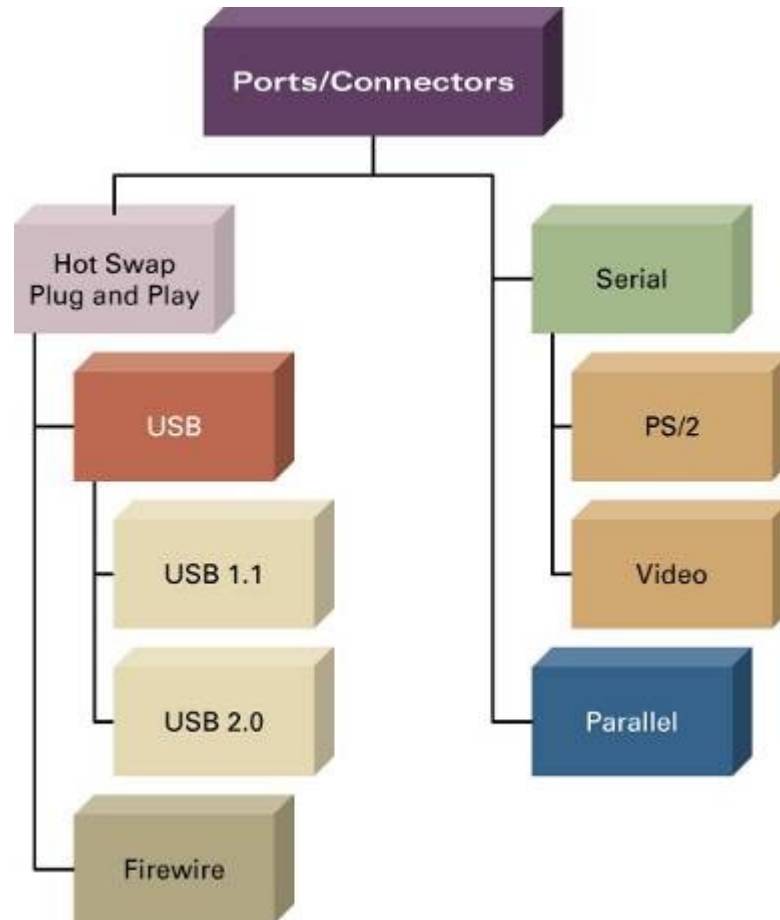 Ports/Connectors
Hot Swap
Plug and Play
USB
USB 1.1
USB 2.0
Firewire
Serial
PS/2
Video
Parallel